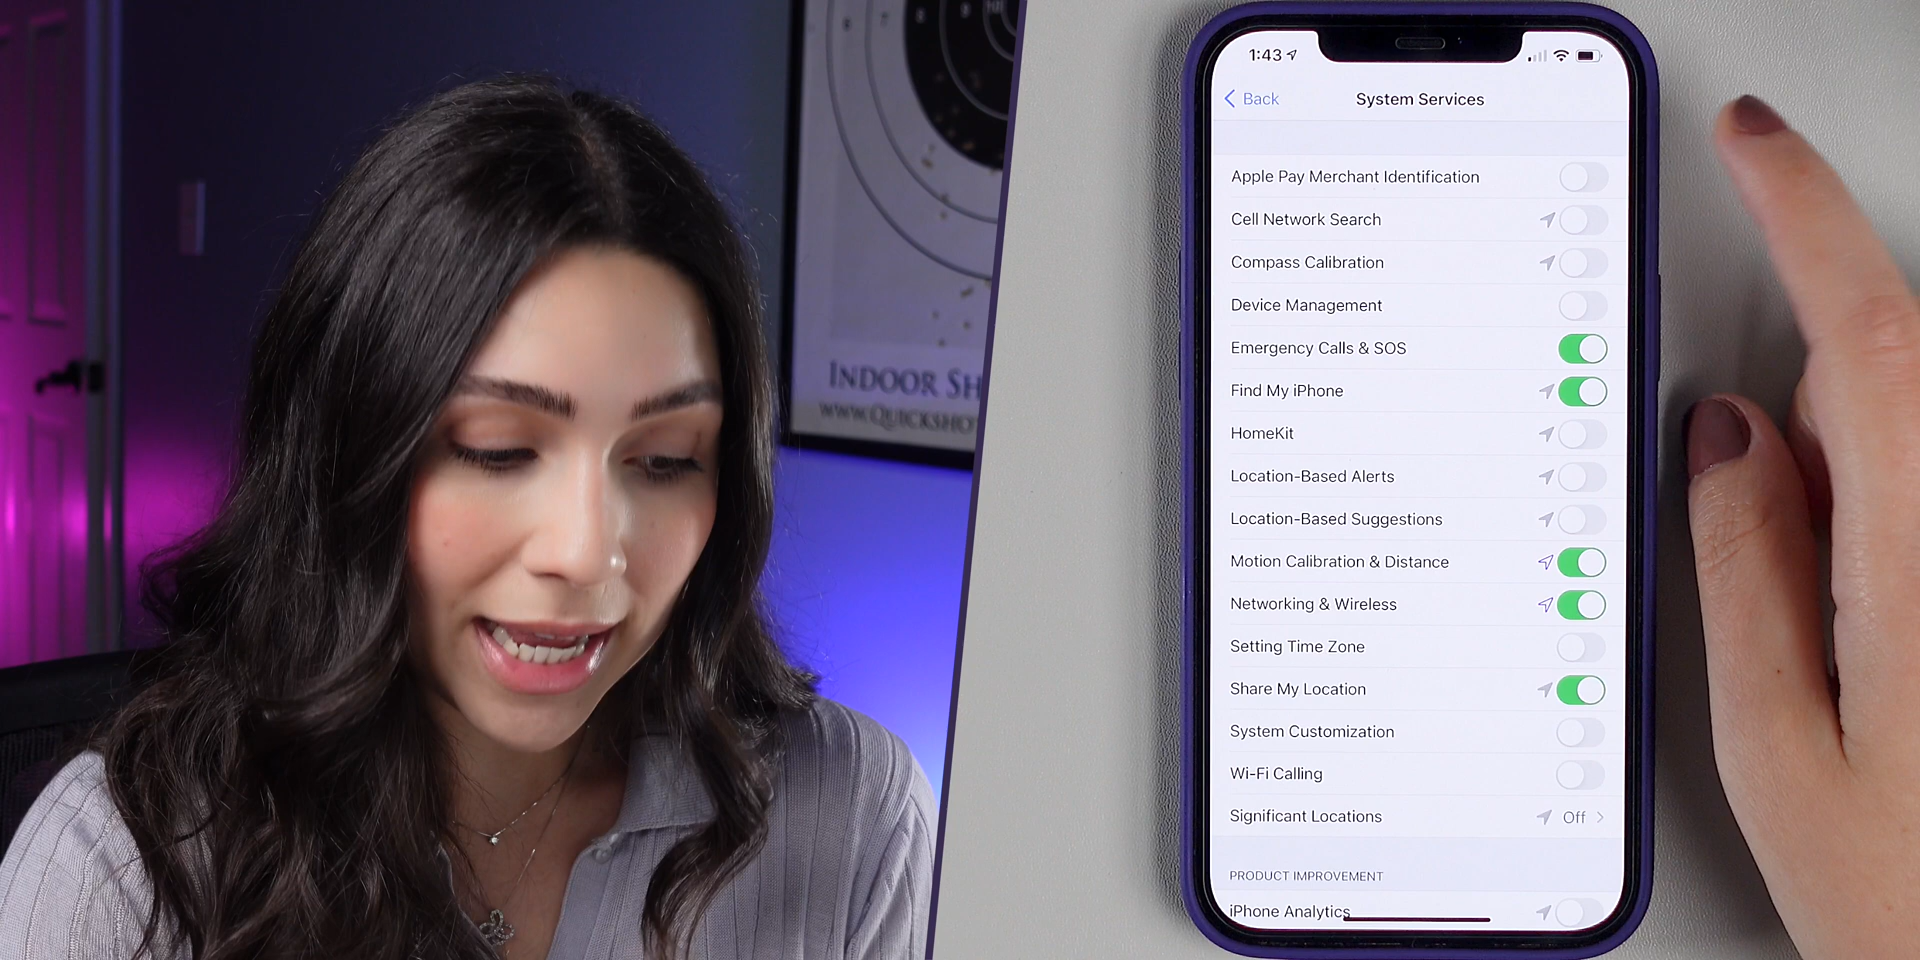 INDOOR SH
WWW.QUICKSHO
1:43
Back
System Services
Apple Pay Merchant Identification
Cell Network Search
Compass Calibration
Device Management
Emergency Calls & SOS
Find My iPhone
HomeKit
Location-Based Alerts
Location-Based Suggestions
Motion Calibration & Distance
Networking & Wireless
Setting Time Zone
Share My Location
System Customization
Wi-Fi Calling
Significant Locations Off
PRODUCT IMPROVEMENT
iPhone Analytics